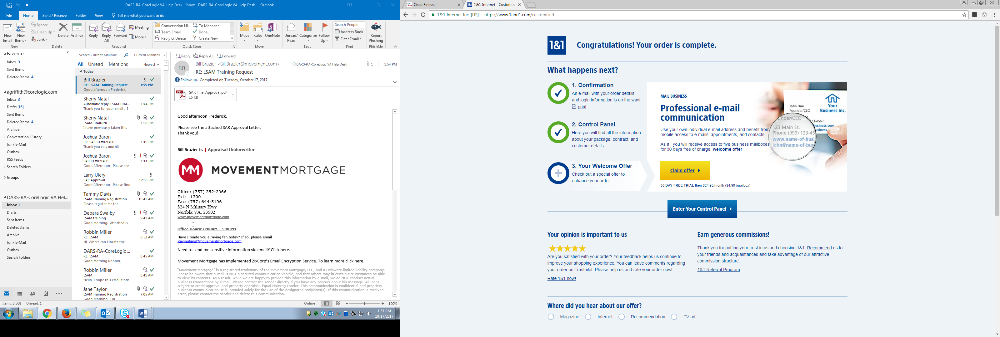 DARS-RA-CoreLogic VA Help Desk - Inbox - DARS-RA-CoreLogic VA Help Desk - Outlook
File Home Send / Receive Folder View Tell me what you want to do
New Email
New Items
Ignore
Clean Up
Junk
Delete
Archive
Reply
Reply All
Forward
Meeting
More
Conversation Hi...
Team Email
Reply & Delete
To Manager
Done
Create New
Move
Rules
OneNote
Unread/ Read
Categorize
Follow Up
Search People
Address Book
Filter Email
Report Phishing
New Delete Respond Quick Steps Move Tags Find PhishMe
Favorites
Inbox 3
Sent Items
Deleted Items 4
agriffith@corelogic.com
Inbox 3
Drafts [16]
Sent Items
Deleted Items 4
Archive
Conversation History
Junk E-Mail
Outbox
RSS Feeds
Search Folders
Groups
DARS-RA-CoreLogic VA Hel...
Inbox 1
Drafts
Sent Items
Deleted Items
Archive
Junk E-Mail
Outbox
Search Folders
Search Current Mailbox Current Mailbox
All Unread Mentions Newest
Today
Bill Brazier
RE: LSAM Training Request 1:55 PM
Good afternoon Frederick,
Sherry Natal
Automatic reply: LSAM TRAI... 1:44 PM
Thank you for your email , I
Sherry Natal
LSAM TRAINING 1:38 PM
I have previously taken this
Joshua Baron
RE: SAR ID #021498 1:19 PM
Thank you very much!!
Joshua Baron
SAR ID #021498 1:11 PM
Good Afternoon, Please see
Larry Ulery
SAR Approval 12:55 PM
Good Afternoon, Please find
Tammy Davis
LSAM Training Registration... 10:41 AM
Please register me for
Debara Swalby
LSAM training. 9:42 AM
Good morning. Attached is
Robbin Miller
RE: LSAM 8:53 AM
Hi, Where can I locate the
DARS-RA-CoreLogic ...
RE: LSAM 8:45 AM
Good morning Robbin,
Robbin Miller
LSAM 8:41 AM
Hello, I hope this email finds
Jane Taylor
LSAM Training Registration 7:05 AM
Good Morning, I'm
Reply Reply All Forward
BB
Bill Brazier <Bill.Brazier@movement.com> DARS-RA-CoreLogic VA Help Desk 1 1:54 PM
RE: LSAM Training Request
Follow up. Completed on Tuesday, October 17, 2017.
SAR Final Approval.pdf
16 KB
Good afternoon Frederick,
Please see the attached SAR Approval Letter.
Thank you!
Bill Brazier Jr. | Appraisal Underwriter
MM MOVEMENTMORTGAGE
Office: (757) 352-2966
Ext: 11300
Fax: (757) 644-5196
824 N Military Hwy
Norfolk VA, 23502
www.movementmortgage.com
Office Hours: 8:00AM – 5:00PM
Have I made you a raving fan today? If so, please email
Ravingfans@movementmortgage.com
Need to send me sensitive information via email? Click here.
Movement Mortgage has implemented ZixCorp's Email Encryption Service. To learn more click here.
"Movement Mortgage" is a registered trademark of the Movement Mortgage, LLC, and a Delaware limited liability company.
Please be aware that e-mail is NOT a secured communication vehicle, and that others may in certain circumstances be able
to view its contents. As a result, while we are happy to provide this information by e-mail, we do NOT conduct actual
business transactions by e-mail. Please contact the sender directly if you have any concurs about his message. All loans
subject to credit approval and property appraisal. Equal Housing Lender. This communication is confidential and propriety
business communication. It is intended solely for the use of the designated recipients(s). If this communication is received
error, please contact the sender and delete this communication.
Items: 8,368 Unread: 1 Online 100%
1:57 PM
10/17/2017
Cisco Finesse
1&1 Internet - Customiz
1&1 Internet Inc. [US] https://www.1and1.com/customized
1&1
Congratulations! Your order is complete.
What happens next?
1. Confirmation
An e-mail with your order details
and login information is on the way!
print
2. Control Panel
Here you will find all the information
about your package, contract, and
customer details.
3. Your Welcome Offer
Check out a special offer to
enhance your order.
MAIL BUSINESS
Professional e-mail
communication
Use your own individual e-mail address and benefit from
mobile access to e-mails, appointments, and contacts.
As a , you will receive access to five business mailboxes
for 30 days free of charge. welcome offer
Claim offer
30 DAY FREE TRIAL then $24.95/month ($4.99 /mailbox)
John Doe
Founder/CEO
Your
Business Inc.
under/CEO
123 Main St.
Phone (999) 123-45
www.name-of-busi
john@name-of-bus
23-4567
business.com
business
Enter Your Control Panel
Your opinion is important to us
Are you satisfied with your order? Your feedback helps us continue to
improve your shopping experience. You can leave comments regarding
your order on Trustpilot. Please help us and rate your order now!
Rate 1&1 now!
Earn generous commissions!
Thank you for putting your trust in us and choosing 1&1. Recommend us to
your friends and acquaintances and take advantage of our attractive
commission structure.
1&1 Referral Program
Where did you hear about our offer?
Magazine Internet Recommendation TV ad